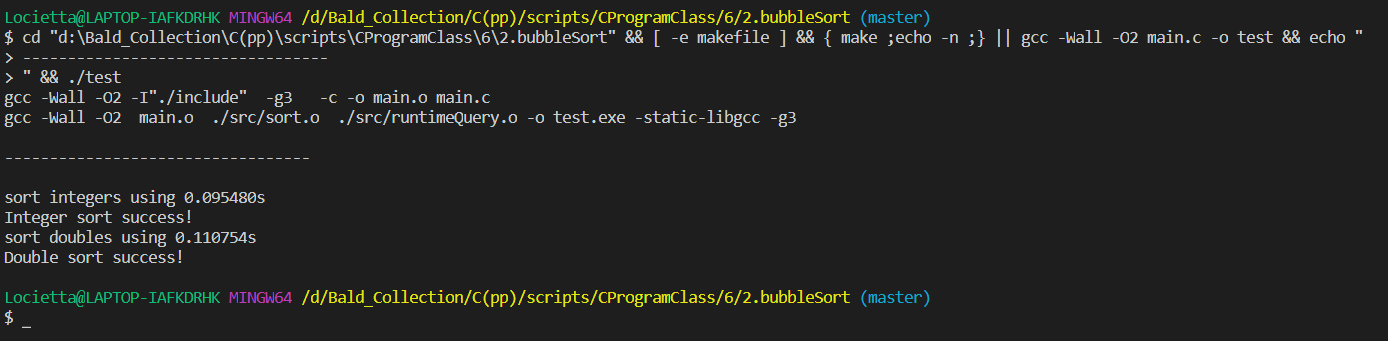 Locietta@LAPTOP-IAFKDRHK MINGW64 /d/Bald_Collection/C(pp)/scripts/CProgramClass/6/2.bubbleSort (master)
$ cd "d:\Bald_Collection\C(pp)\scripts\CProgramClass\6\2.bubbleSort" && [ -e makefile ] && { make ;echo -n ;} || gcc -Wall -O2 main.c -o test && echo "
> ----------------------------------
> " && ./test
gcc -Wall -O2 -I"./include"  -g3   -c -o main.o main.c
gcc -Wall -O2  main.o  ./src/sort.o  ./src/runtimeQuery.o -o test.exe -static-libgcc -g3
----------------------------------
sort integers using 0.095480s
Integer sort success!
sort doubles using 0.110754s
Double sort success!
Locietta@LAPTOP-IAFKDRHK MINGW64 /d/Bald_Collection/C(pp)/scripts/CProgramClass/6/2.bubbleSort (master)
$ _